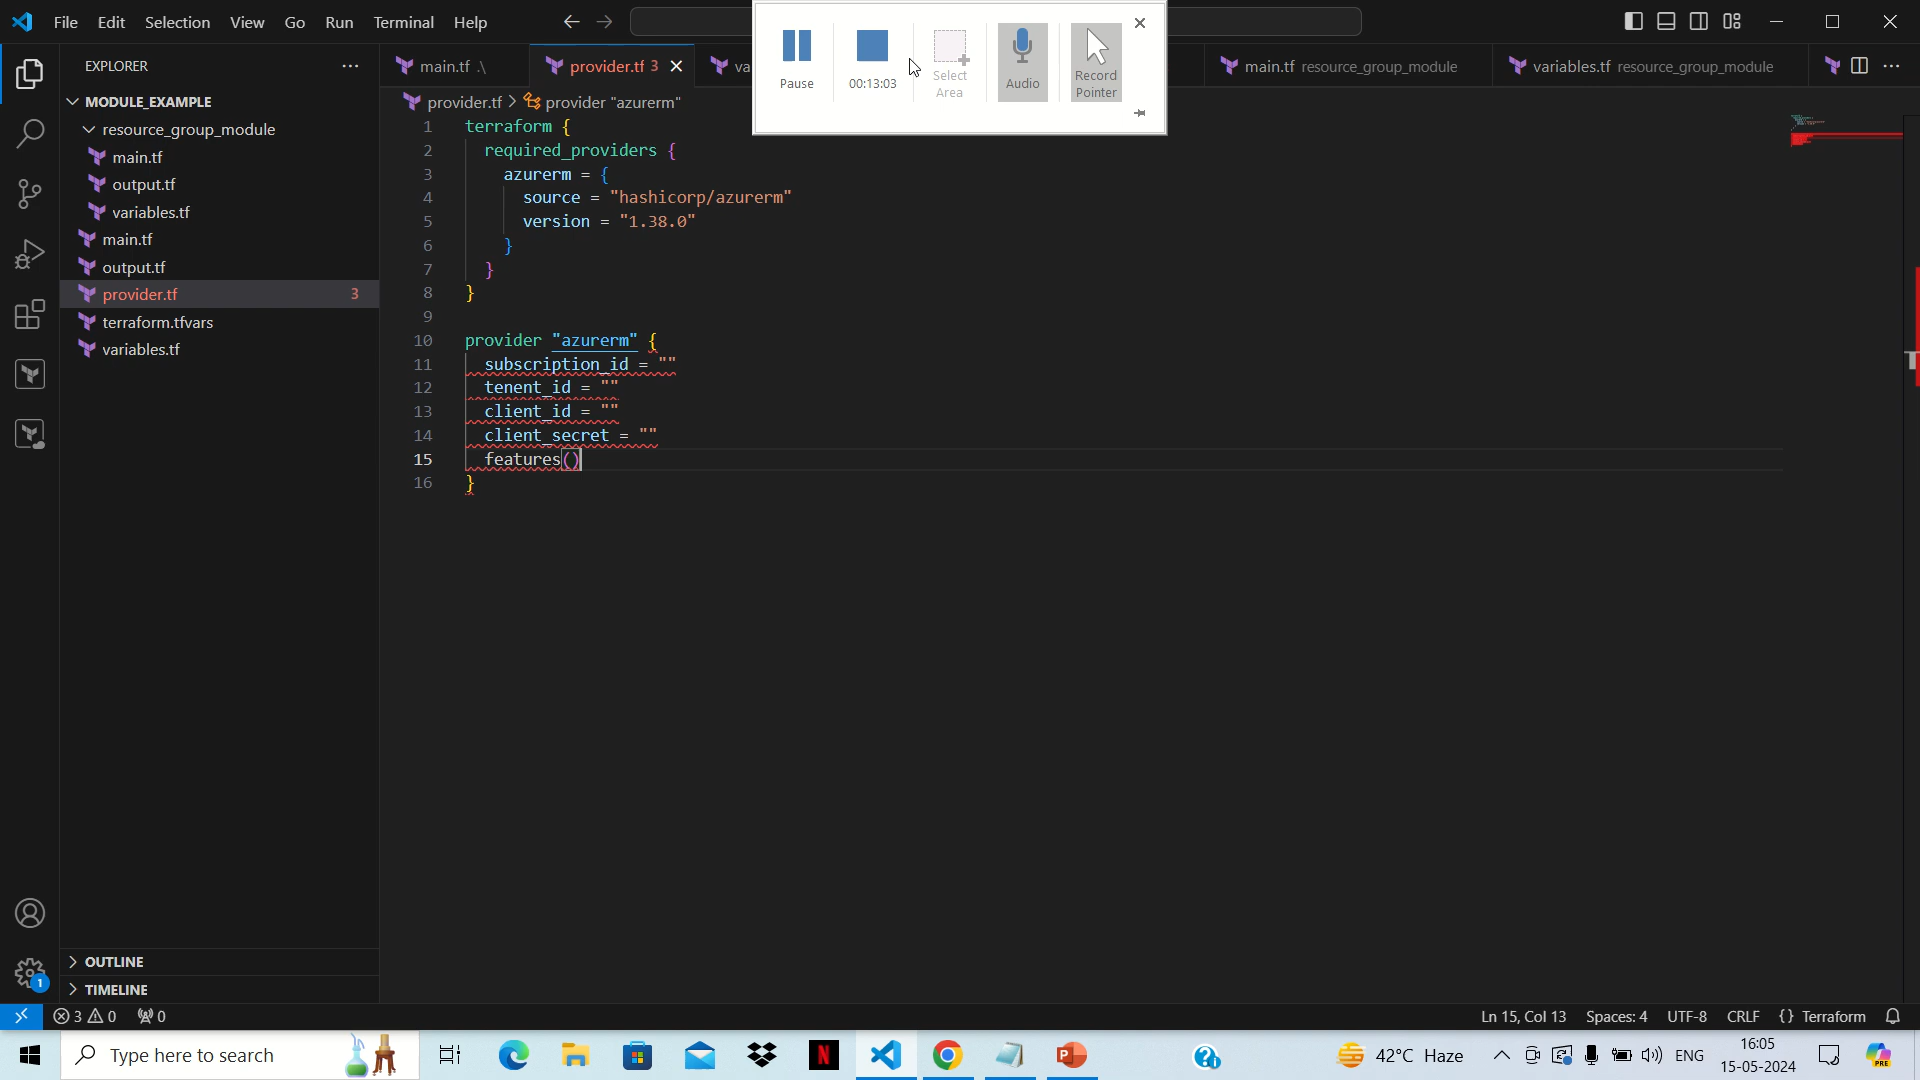 File Edit Selection View Go Run Terminal Help
Pause
00:13:03
Select
Area
Audio
Record
Pointer
EXPLORER
MODULE_EXAMPLE
resource_group_module
main.tf
output.tf
variables.tf
main.tf
output.tf
provider.tf 3
terraform.tfvars
variables.tf
OUTLINE
TIMELINE
main.tf .\
provider.tf 3
va
main.tf resource_group_module
variables.tf resource_group_module
provider.tf > provider "azurerm"
1 terraform {
2 required_providers {
3 azurerm = {
4 source = "hashicorp/azurerm"
5 version = "1.38.0"
6 }
7 }
8 }
9
10 provider "azurerm" {
11 subscription_id = ""
12 tenent_id = ""
13 client_id = ""
14 client_secret = ""
15 features()
16 }
1
3 0 0
Ln 15, Col 13 Spaces: 4 UTF-8 CRLF {} Terraform
Type here to search
N
P
42°C Haze
ENG
16:05
15-05-2024
PRE